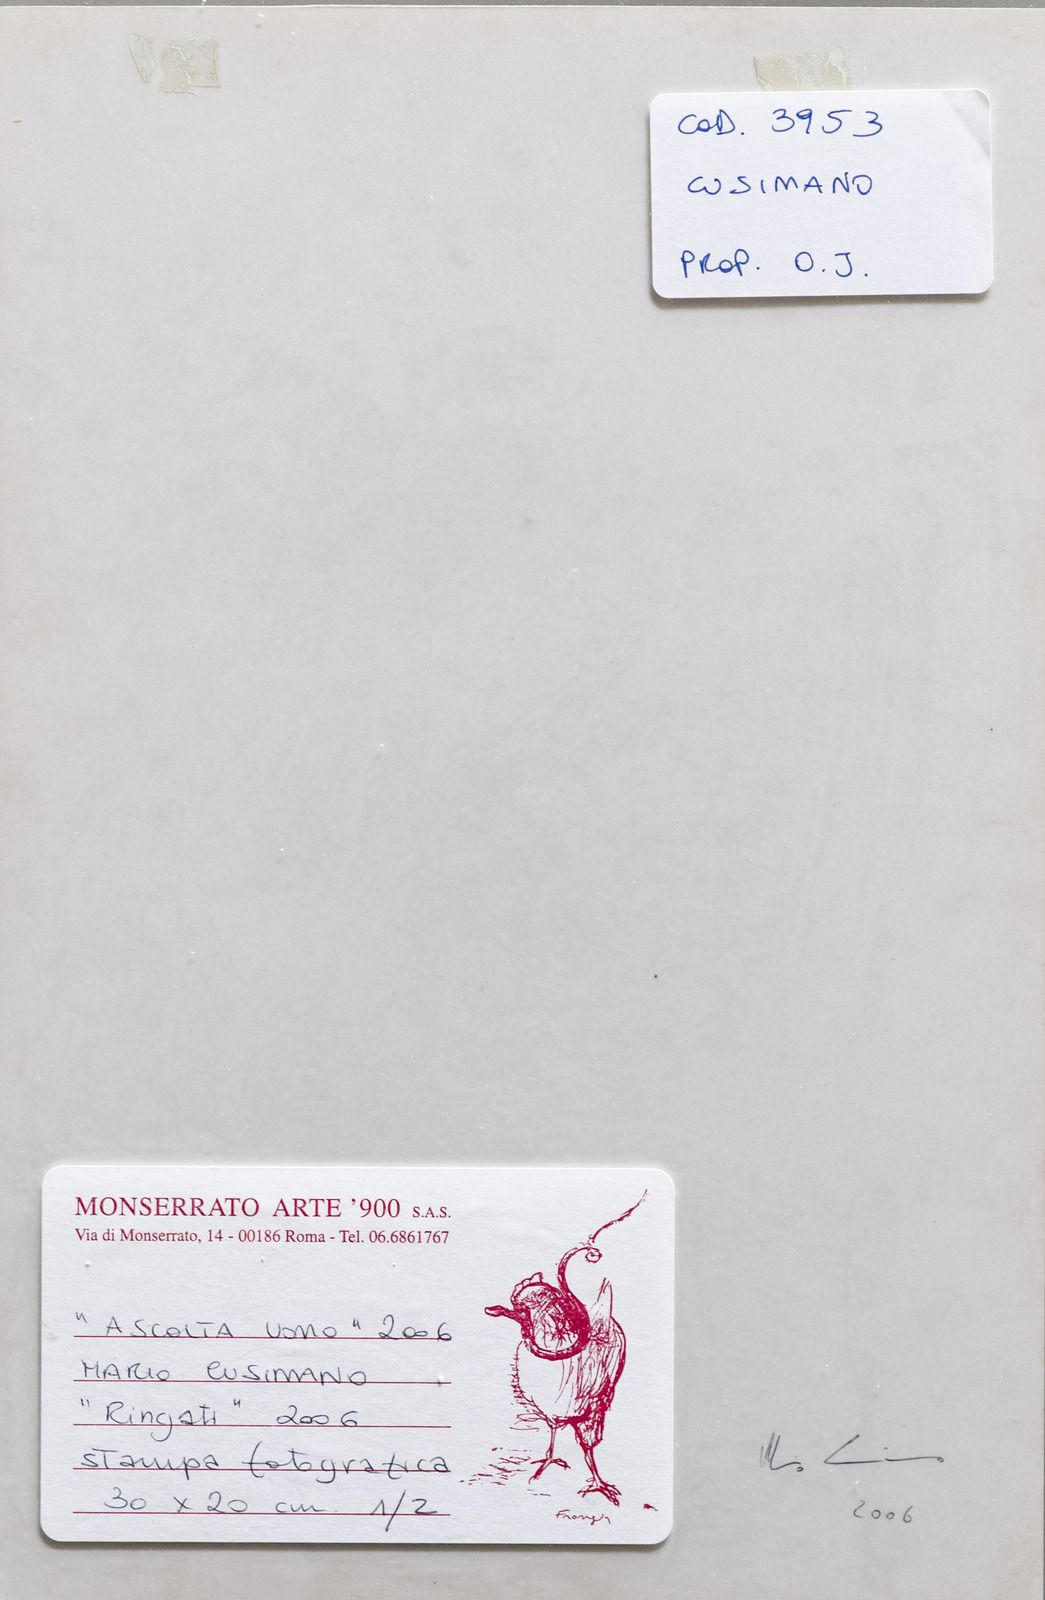 COD. 3953
CUSIMANO
PROP. O.J.
MONSERRATO ARTE '900 S.A.S.
Via di Monserrato, 14 - 00186 Roma - Tel. 06.6861767
"ASCOLTA UOMO" 2006
MARIO CUSIMANO
"Ringati" 2006
stampa fotografica
30 x 20 cm 1/2
2006